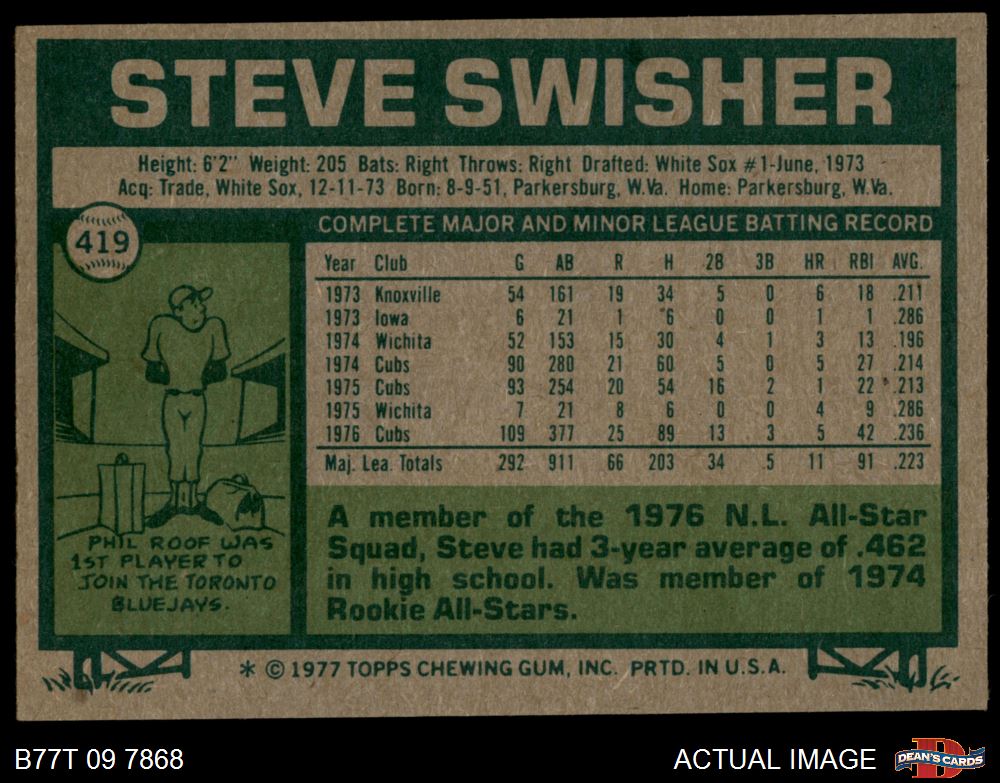 STEVE SWISHER
Height: 6'2" Weight: 205 Bats: Right Throws: Right Drafted: White Sox #1-June, 1973
Acq: Trade, White Sox, 12-11-73 Born: 8-9-51, Parkersburg, W.Va. Home: Parkersburg, W.Va.
419
COMPLETE MAJOR AND MINOR LEAGUE BATTING RECORD
Year Club G AB R H 2B 3B HR RBI AVG.
1973 Knoxville 54 161 19 34 5 0 6 18 .211
1973 Iowa 6 21 1 6 0 0 1 1 .286
1974 Wichita 52 153 15 30 4 1 3 13 .196
1974 Cubs 90 280 21 60 5 0 5 27 .214
1975 Cubs 93 254 20 54 16 2 1 22 .213
1975 Wichita 7 21 8 6 0 0 4 9 .286
1976 Cubs 109 377 25 89 13 3 5 42 .236
Maj. Lea. Totals 292 911 66 203 34 5 11 91 .223
PHIL ROOF WAS
1ST PLAYER TO
JOIN THE TORONTO
BLUEJAYS.
A member of the 1976 N.L. All-Star
Squad, Steve had 3-year average of .462
in high school. Was member of 1974
Rookie All-Stars.
* © 1977 TOPPS CHEWING GUM, INC. PRTD. IN U.S.A.
B77T 09 7868
ACTUAL IMAGE
D
DEAN'S CARDS